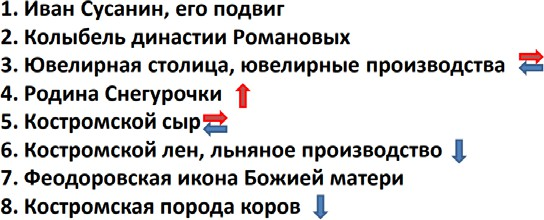 1. Иван Сусанин, его подвиг
2. Колыбель династии Романовых
3. Ювелирная столица, ювелирные производства
4. Родина Снегурочки
5. Костромской сыр
6. Костромской лен, льняное производство
7. Феодоровская икона Божией матери
8. Костромская порода коров